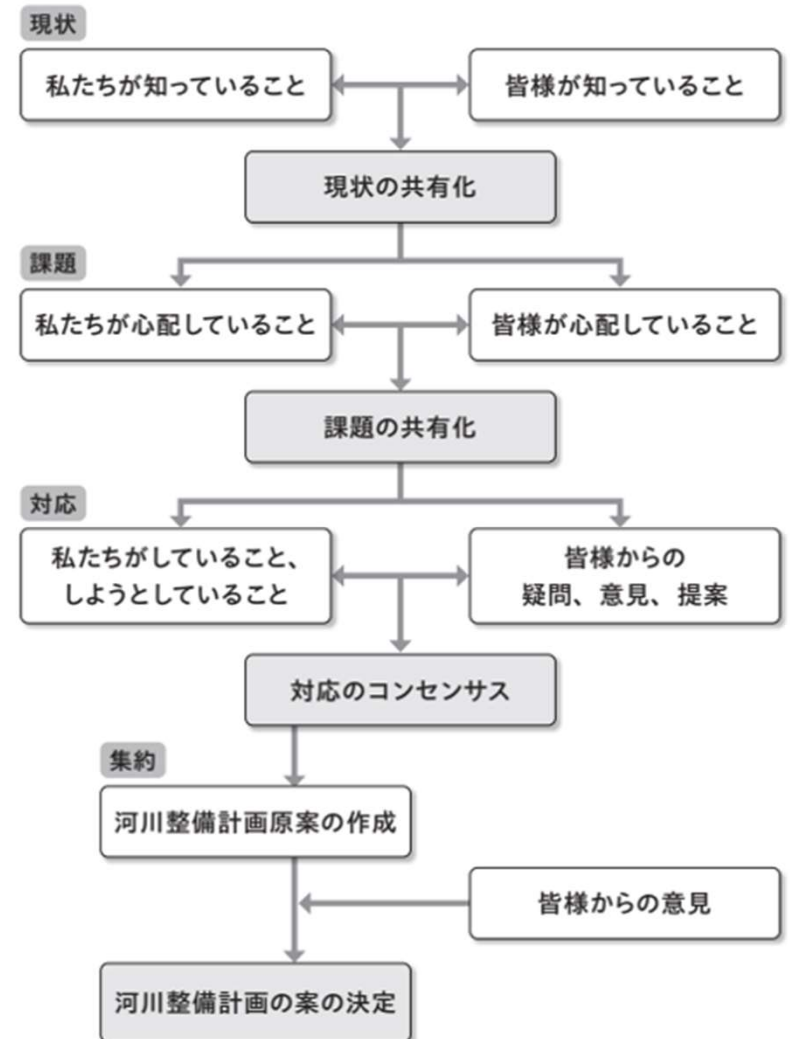 現状
私たちが知っていること
皆様が知っていること
現状の共有化
課題
私たちが心配していること
皆様が心配していること
課題の共有化
対応
私たちがしていること、
しようとしていること
皆様からの
疑問、意見、提案
対応のコンセンサス
集約
河川整備計画原案の作成
皆様からの意見
河川整備計画の案の決定